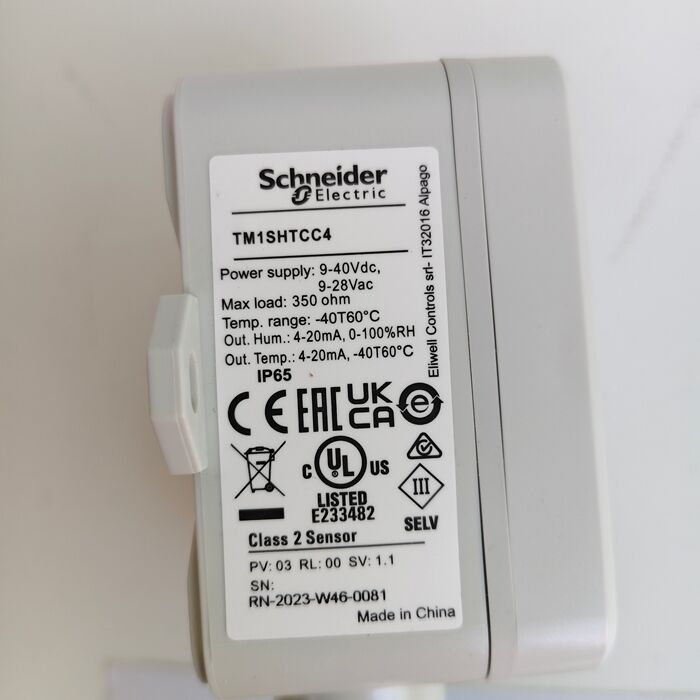 Schneider
Electric
TM1SHTCC4
Power supply: 9-40Vdc,
9-28Vac
Max load: 350 ohm
Temp. range: -40T60°C
Out. Hum.: 4-20mA, 0-100%RH
Out. Temp.: 4-20mA, -40T60°C
IP65
CE EAC UK
CA e
C UL US
LISTED
E233482
III
SELV
Class 2 Sensor
PV: 03 RL: 00 SV: 1.1
SN:
RN-2023-W46-0081
Made in China
Eliwell Controls srl- IT32016 Alpago